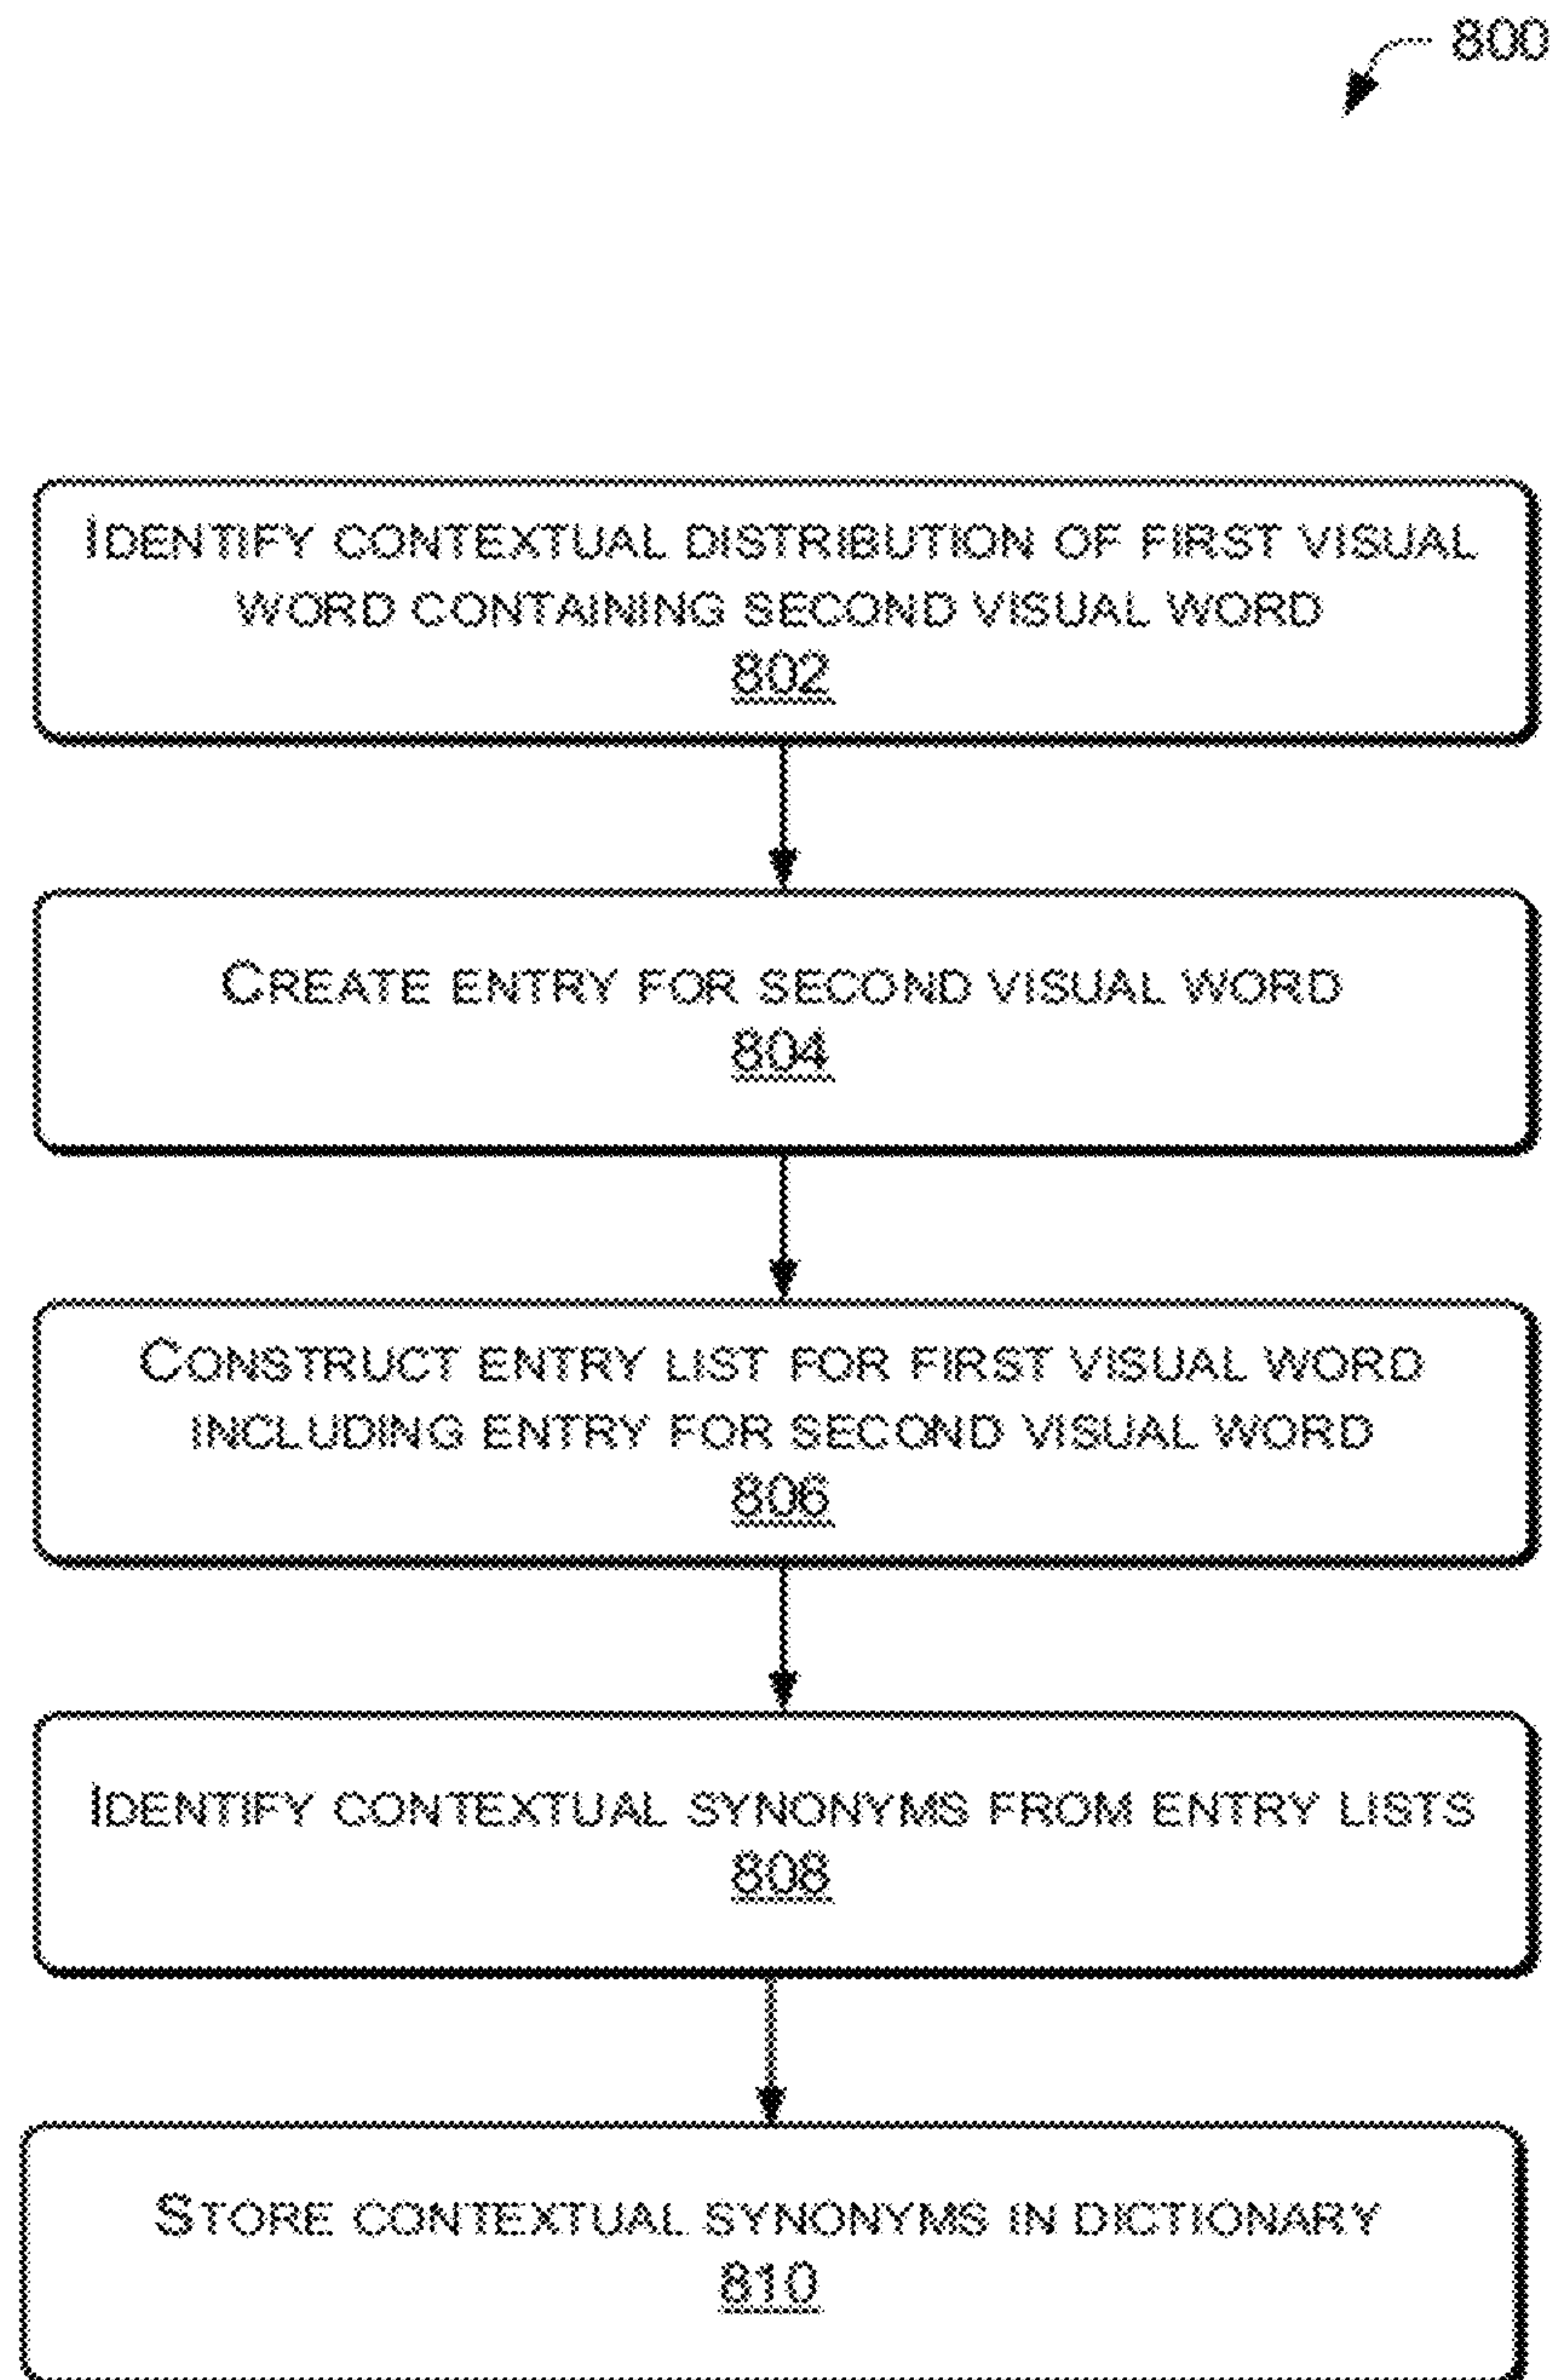 800
IDENTIFY CONTEXTUAL DISTRIBUTION OF FIRST VISUAL
WORD CONTAINING SECOND VISUAL WORD
802
CREATE ENTRY FOR SECOND VISUAL WORD
804
CONSTRUCT ENTRY LIST FOR FIRST VISUAL WORD
INCLUDING ENTRY FOR SECOND VISUAL WORD
806
IDENTIFY CONTEXTUAL SYNONYMS FROM ENTRY LISTS
808
STORE CONTEXTUAL SYNONYMS IN DICTIONARY
810